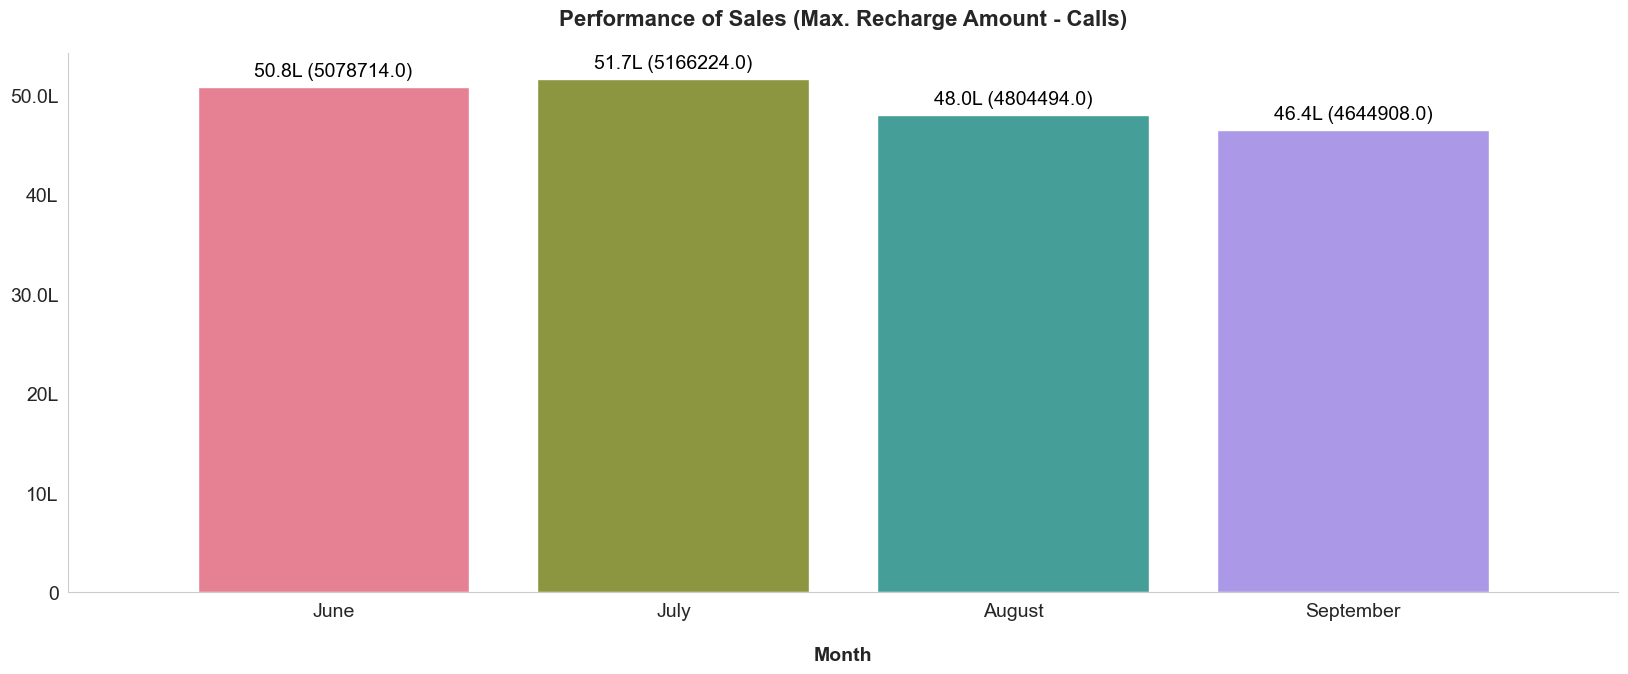 Performance of Sales (Max. Recharge Amount - Calls)
50.8L (5078714.0)
51.7L (5166224.0)
48.0L (4804494.0)
46.4L (4644908.0)
50.0L
40L
30.0L
20L
10L
0
June
July
August
September
Month